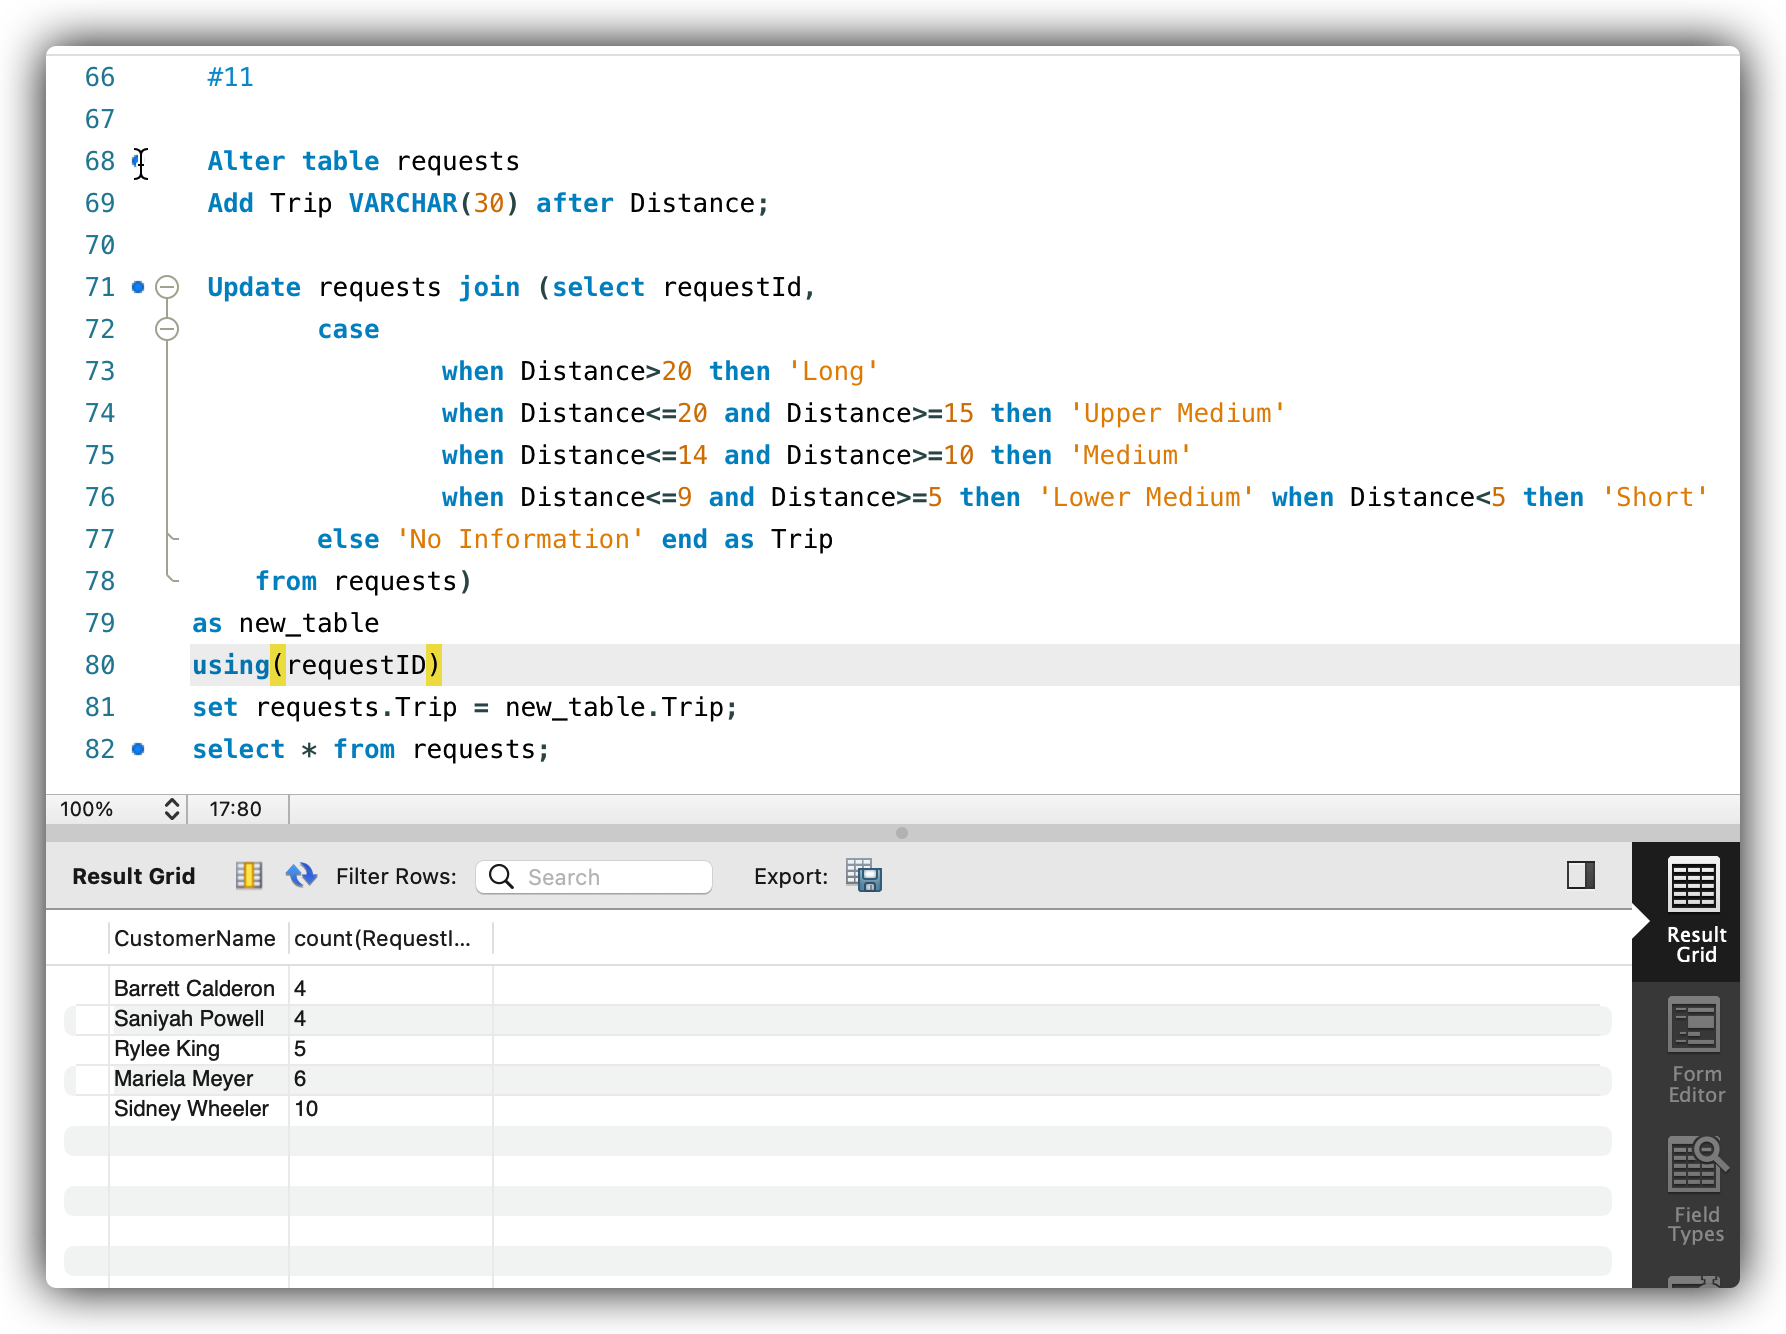 66 #11
67
68 Alter table requests
69 Add Trip VARCHAR(30) after Distance;
70
71 Update requests join (select requestId,
72 case
73 when Distance>20 then 'Long'
74 when Distance<=20 and Distance>=15 then 'Upper Medium'
75 when Distance<=14 and Distance>=10 then 'Medium'
76 when Distance<=9 and Distance>=5 then 'Lower Medium' when Distance<5 then 'Short'
77 else 'No Information' end as Trip
78 from requests)
79 as new_table
80 using(requestID)
81 set requests.Trip = new_table.Trip;
82 select * from requests;
100% 17:80
Result Grid Filter Rows: Search Export:
CustomerName count(RequestI...
Barrett Calderon 4
Saniyah Powell 4
Rylee King 5
Mariela Meyer 6
Sidney Wheeler 10
Result
Grid
Form
Editor
Field
Types